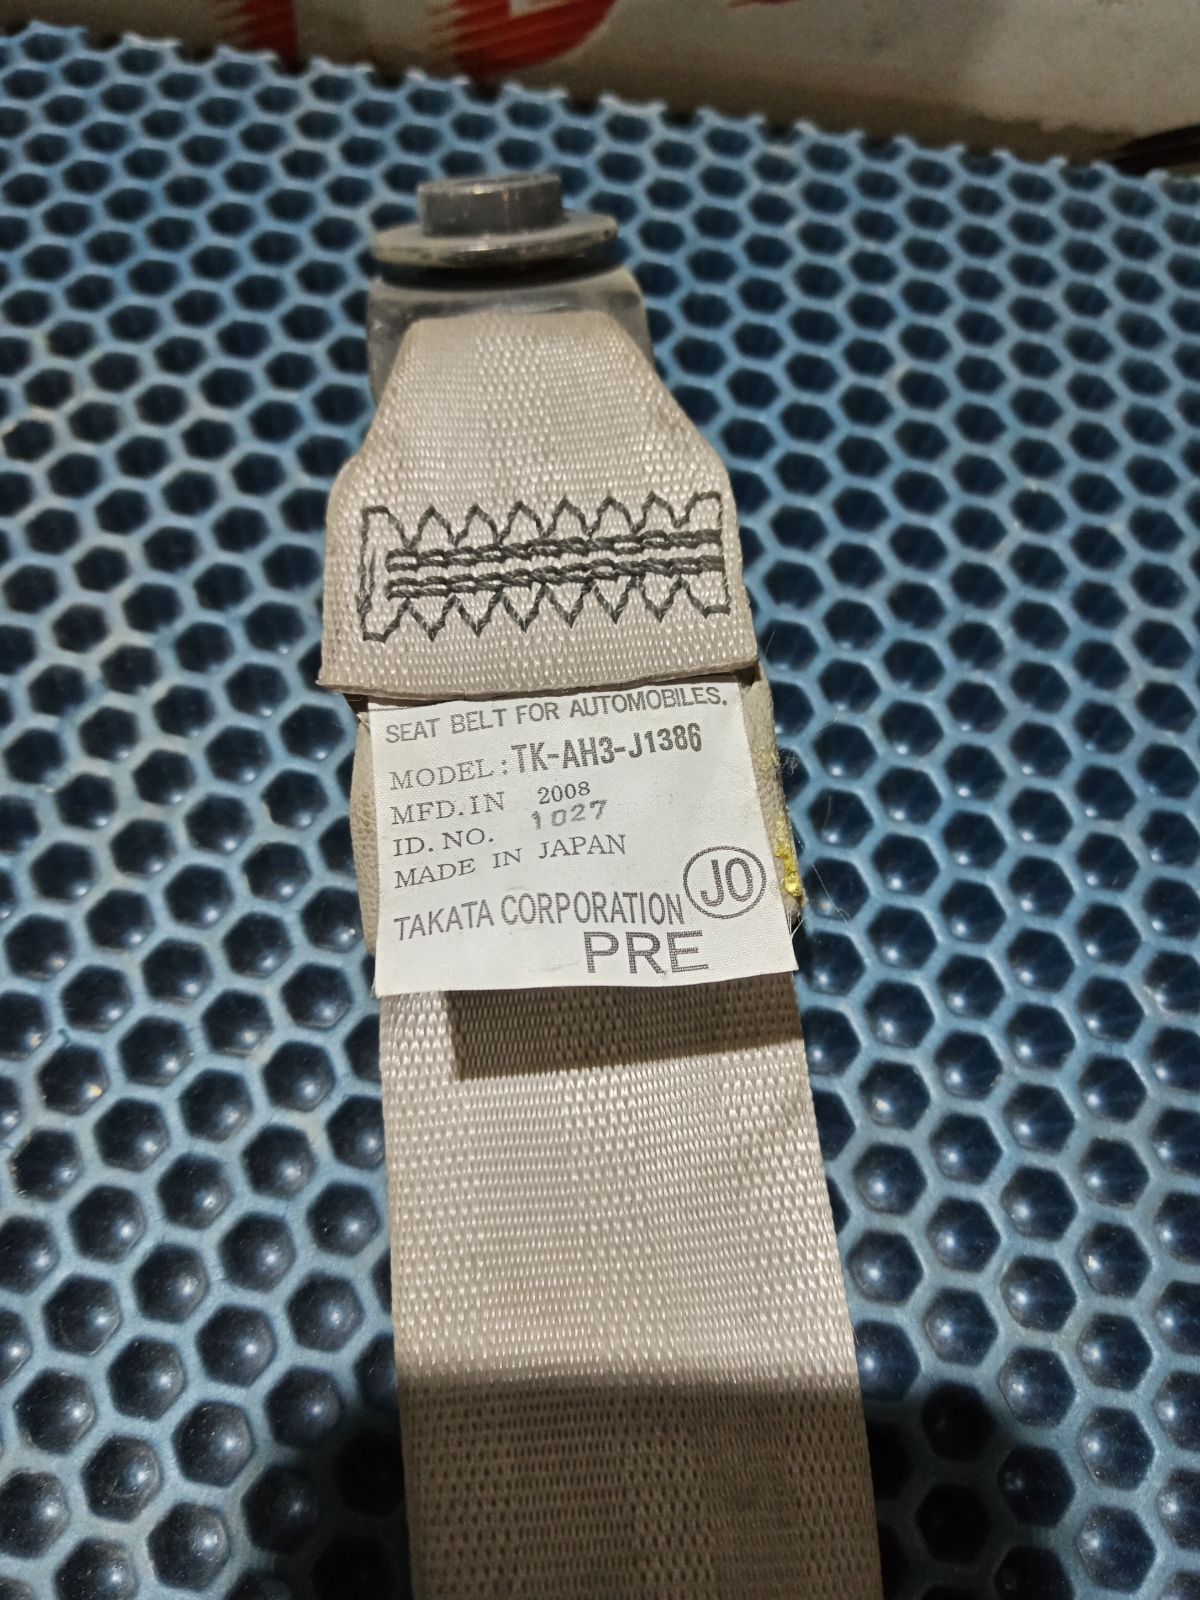 SEAT BELT FOR AUTOMOBILES.
MODEL : TK-AH3-J1386
MFD. IN 2008
ID. NO. 1027
MADE IN JAPAN
TAKATA CORPORATION JO
PRE